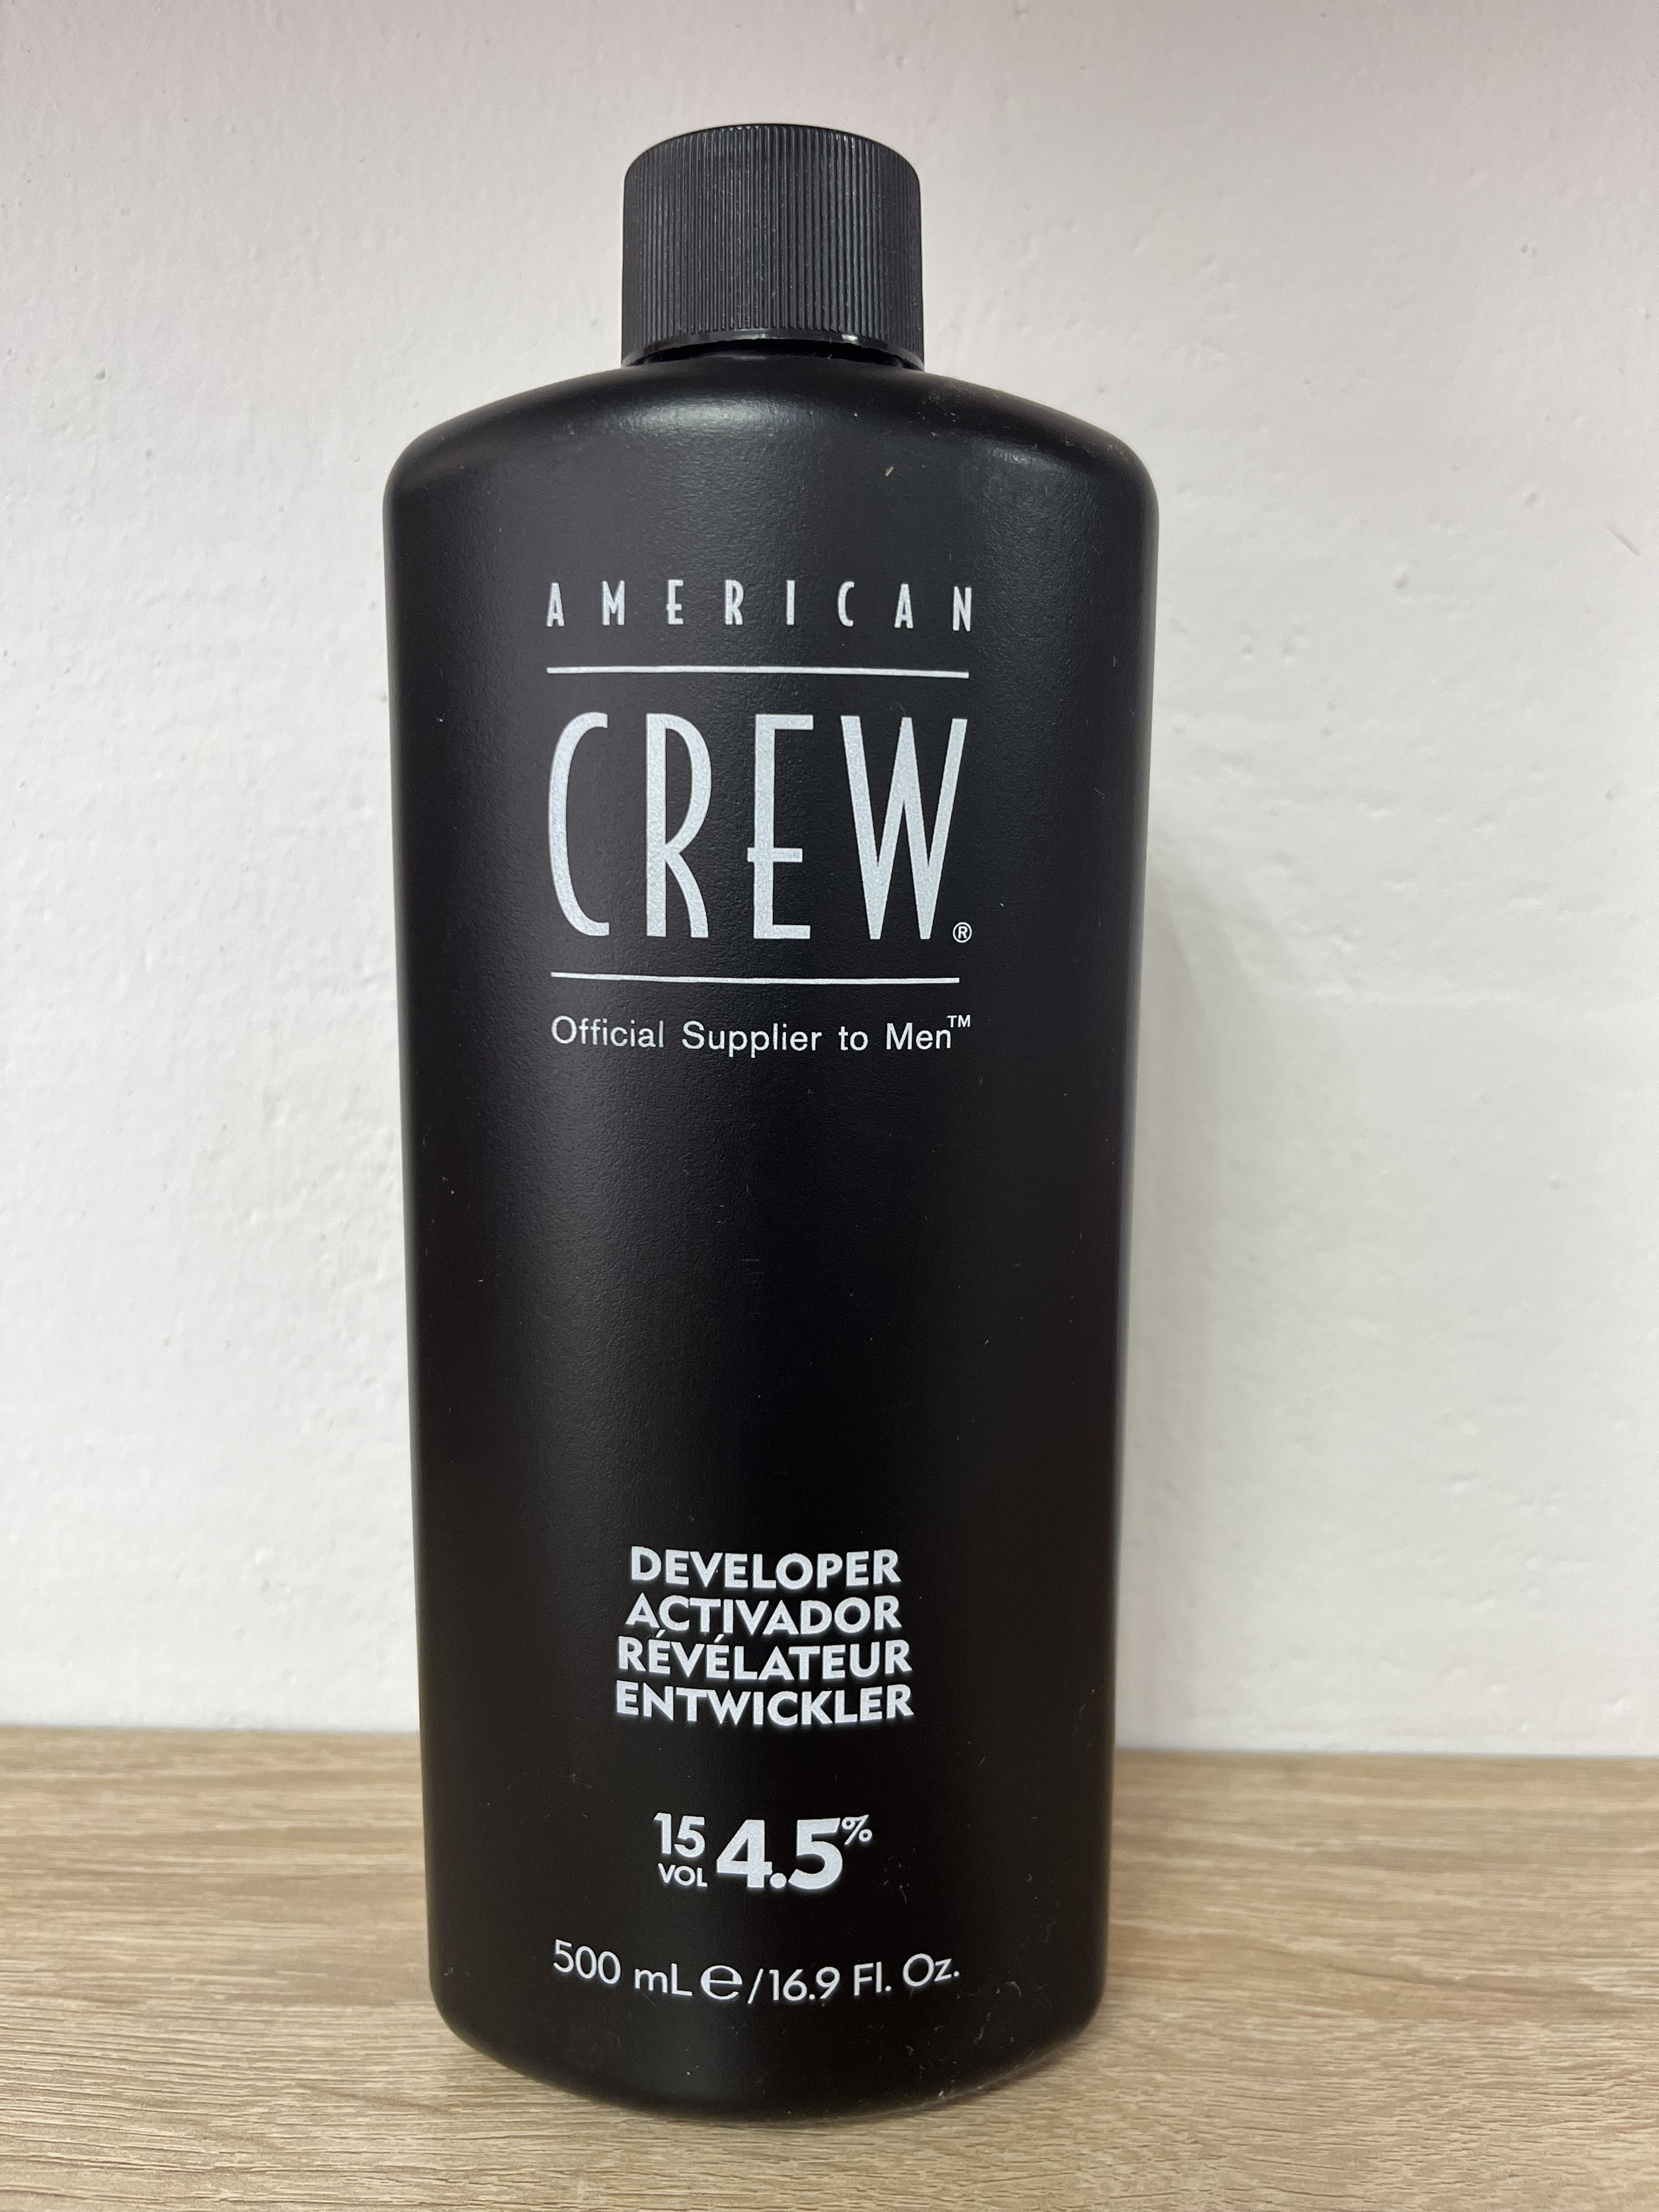 AMERICAN
CREW®
Official Supplier to Men™
DEVELOPER
ACTIVADOR
RÉVÉLATEUR
ENTWICKLER
15 VOL 4.5%
500 mL ℮/16.9 Fl. Oz.